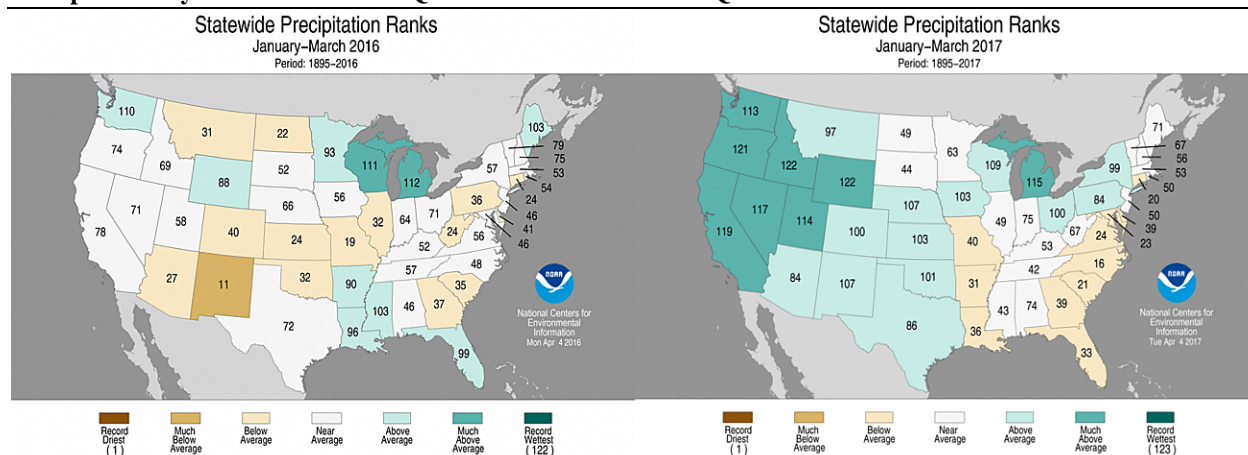 Statewide Precipitation Ranks
January–March 2016
Period: 1895–2016
110
31
22
93
103
74
69
88
52
111
112
57
79
75
53
54
71
58
66
56
36
24
46
41
46
78
40
24
19
32
64
71
24
56
52
27
11
32
90
57
48
35
72
96
103
46
37
99
NOAA
National Centers for
Environmental
Information
Mon Apr 4 2016
Record
Driest
(1)
Much
Below
Average
Below
Average
Near
Average
Above
Average
Much
Above
Average
Record
Wettest
(122)
Statewide Precipitation Ranks
January–March 2017
Period: 1895–2017
113
97
49
63
71
121
122
122
44
109
115
99
67
56
53
50
117
114
107
103
84
20
50
39
23
119
100
103
40
49
75
100
67
24
53
84
107
101
31
42
16
21
86
36
43
74
39
33
NOAA
National Centers for
Environmental
Information
Tue Apr 4 2017
Record
Driest
(1)
Much
Below
Average
Below
Average
Near
Average
Above
Average
Much
Above
Average
Record
Wettest
(123)